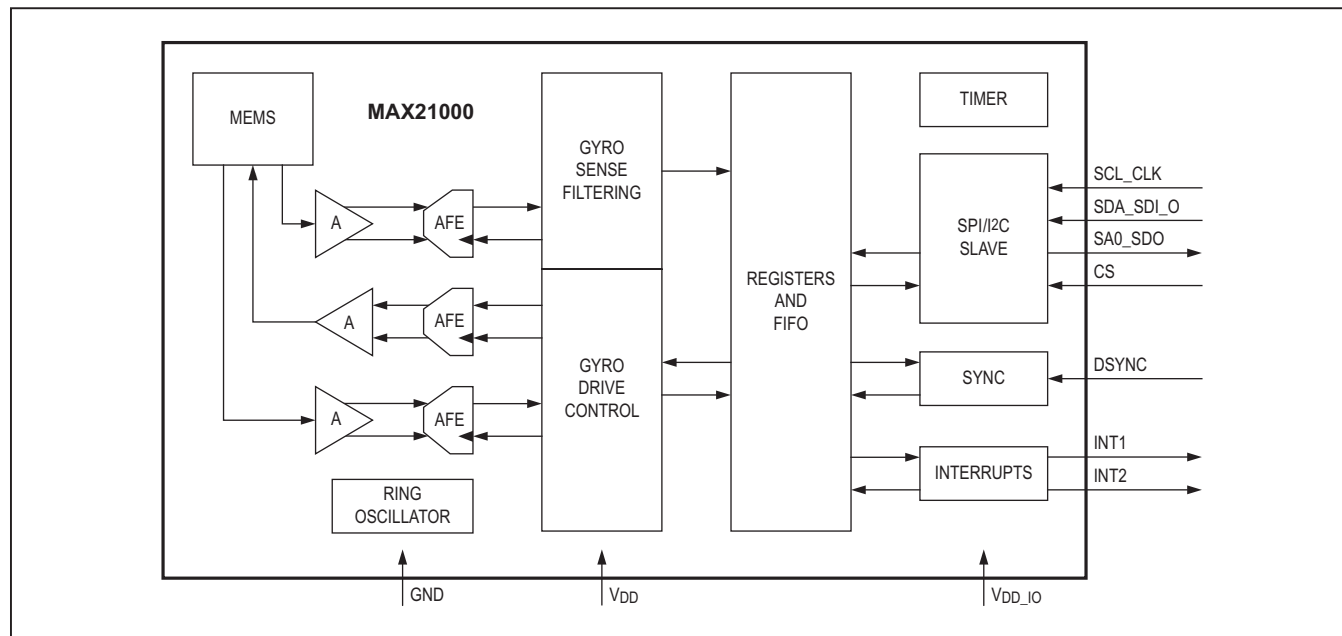 MEMS
MAX21000
GYRO
SENSE
FILTERING
TIMER
A
AFE
SPI/I2C
SLAVE
SCL_CLK
SDA_SDI_O
SA0_SDO
CS
REGISTERS
AND
FIFO
A
AFE
GYRO
DRIVE
CONTROL
SYNC
DSYNC
A
AFE
INTERRUPTS
INT1
INT2
RING
OSCILLATOR
GND
VDD
VDD_IO